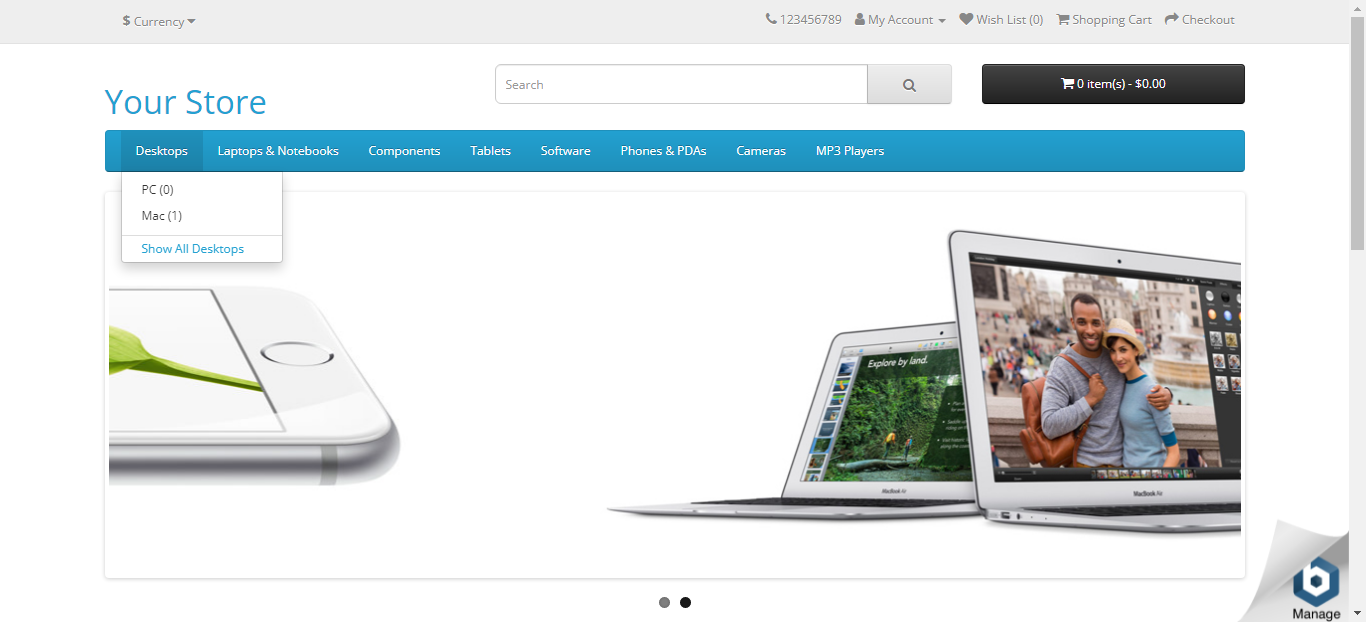 $ Currency
123456789 My Account Wish List (0) Shopping Cart Checkout
Your Store
Search
0 item(s) - $0.00
Desktops Laptops & Notebooks Components Tablets Software Phones & PDAs Cameras MP3 Players
PC (0)
Mac (1)
Show All Desktops
Explore by land.
MacBook Air
MacBook Air
Manage